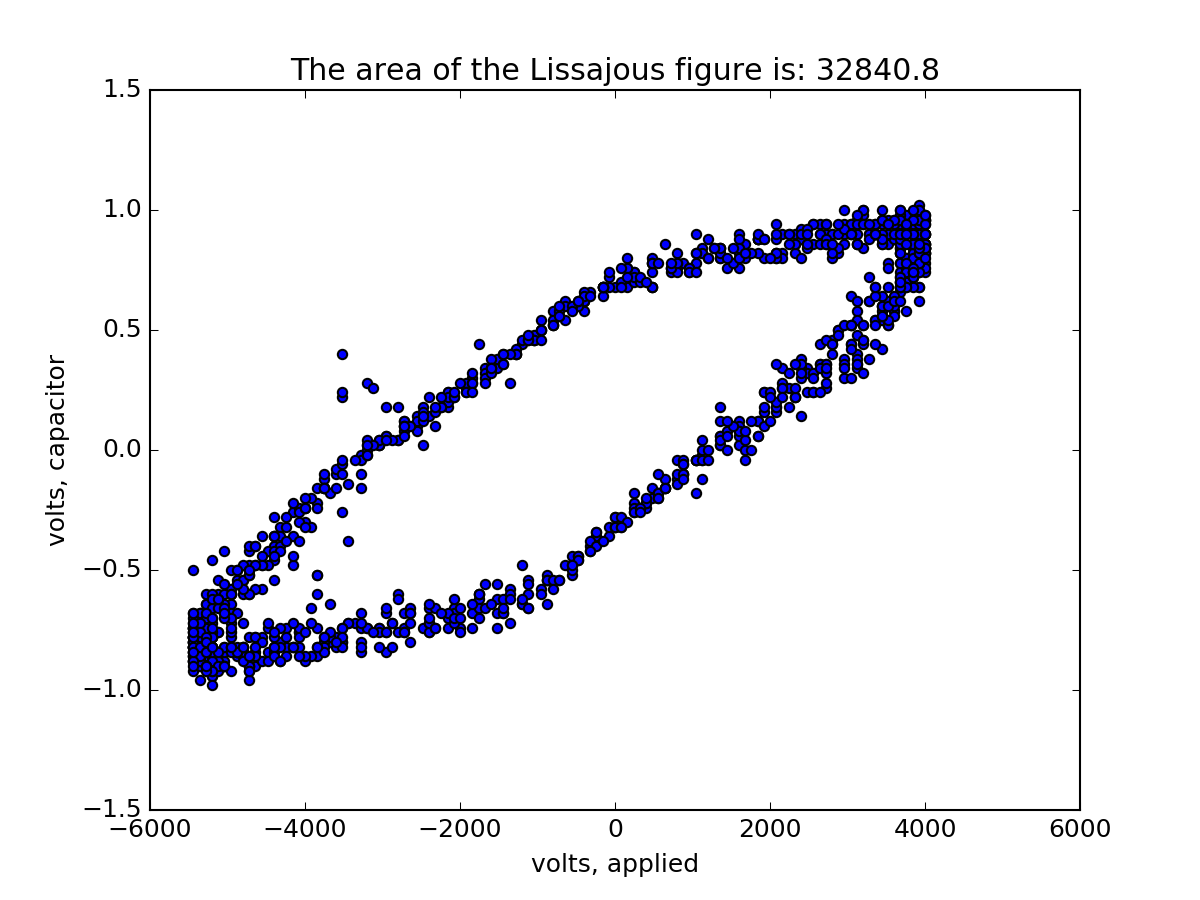 The area of the Lissajous figure is: 32840.8
1.5
1.0
0.5
0.0
−0.5
−1.0
−1.5
volts, capacitor
−6000 −4000 −2000 0 2000 4000 6000
volts, applied